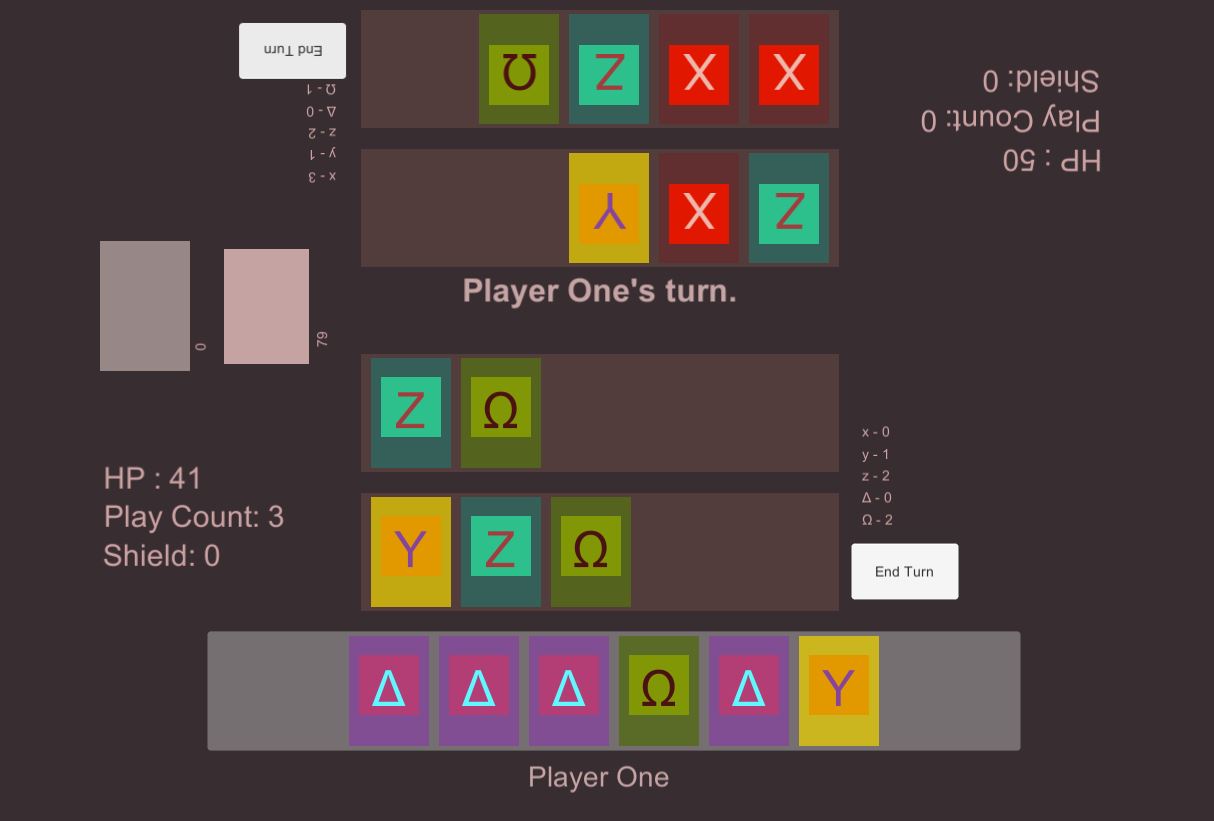 End Turn
Ω - 1
Δ - 0
z - 2
y - 1
x - 3
Ω Z X X
Shield: 0
Play Count: 0
HP : 50
Y X Z
Player One's turn.
0
79
Z Ω
x - 0
y - 1
z - 2
Δ - 0
Ω - 2
HP : 41
Play Count: 3
Shield: 0
Y Z Ω
End Turn
Δ Δ Δ Ω Δ Y
Player One